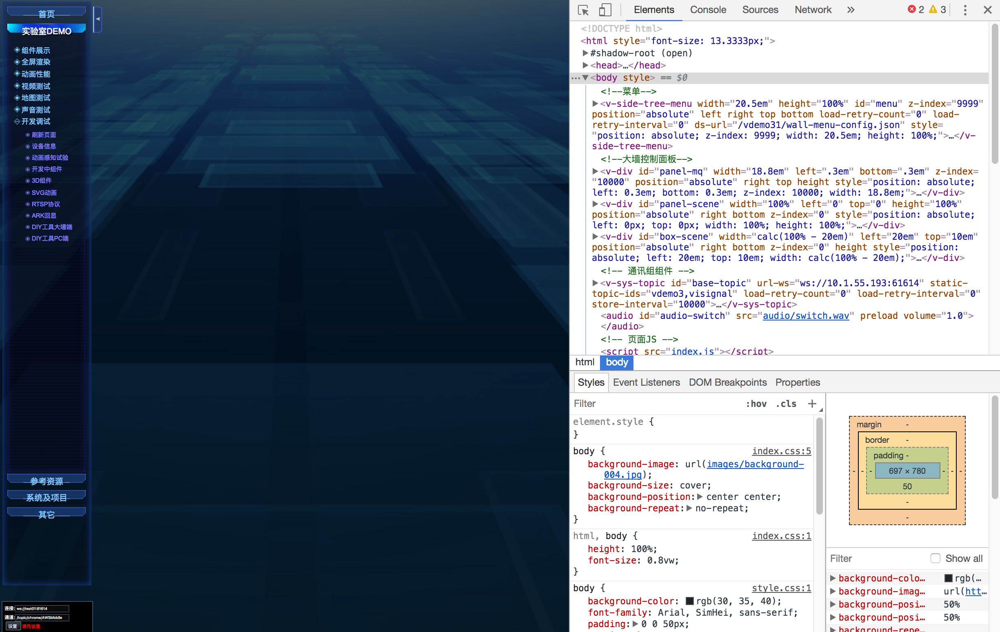 首页
◀
实验室DEMO
组件展示
全屏渲染
动画性能
视频测试
地图测试
声音测试
开发调试
刷新页面
设备信息
动画感知试验
开发中组件
3D组件
SVG动画
RTSP协议
ARK回显
DIY工具大墙端
DIY工具PC端
参考资源
系统及项目
其它
连接: ws://test01:61614
通道: /topic/chrome/AWSMiddle
设置 请先设置
Elements Console Sources Network » 2 3
<!DOCTYPE html>
<html style="font-size: 13.3333px;">
▶#shadow-root (open)
▶<head>…</head>
…▼<body style> == $0
<!--菜单-->
▶<v-side-tree-menu width="20.5em" height="100%" id="menu" z-index="9999"
position="absolute" left right top bottom load-retry-count="0" load-
retry-interval="0" ds-url="/vdemo31/wall-menu-config.json" style=
"position: absolute; z-index: 9999; width: 20.5em; height: 100%;">…</v-
side-tree-menu>
<!--大墙控制面板-->
▶<v-div id="panel-mq" width="18.8em" left=".3em" bottom=".3em" z-index=
"10000" position="absolute" right top height style="position: absolute;
left: 0.3em; bottom: 0.3em; z-index: 10000; width: 18.8em;">…</v-div>
▶<v-div id="panel-scene" width="100%" left="0" top="0" height="100%"
position="absolute" right bottom z-index="0" style="position: absolute;
left: 0px; top: 0px; width: 100%; height: 100%;">…</v-div>
▶<v-div id="box-scene" width="calc(100% - 20em)" left="20em" top="10em"
position="absolute" right bottom z-index="0" height style="position:
absolute; left: 20em; top: 10em; width: calc(100% - 20em);">…</v-div>
<!-- 通讯组组件 -->
▶<v-sys-topic id="base-topic" url-ws="ws://10.1.55.193:61614" static-
topic-ids="vdemo3,visignal" load-retry-count="0" load-retry-interval="0"
store-interval="10000">…</v-sys-topic>
<audio id="audio-switch" src="audio/switch.wav" preload volume="1.0">
</audio>
<!-- 页面JS -->
<script src="index.js"></script>
html body
Styles Event Listeners DOM Breakpoints Properties
Filter :hov .cls +
element.style {
}
body { index.css:5
background-image: url(images/background-
004.jpg);
background-size: cover;
background-position:▶center center;
background-repeat:▶no-repeat;
}
html, body { index.css:1
height: 100%;
font-size: 0.8vw;
}
body { style.css:1
background-color: rgb(30, 35, 40);
font-family: Arial, SimHei, sans-serif;
padding:▶0 0 50px;
margin -
border -
padding -
- - - 697 × 780 - - -
50
-
-
Filter Show all
▶background-colo… rgb(…
▶background-imag… url(htt…
▶background-posi… 50%
▶background-posi… 50%
▶background-repe…